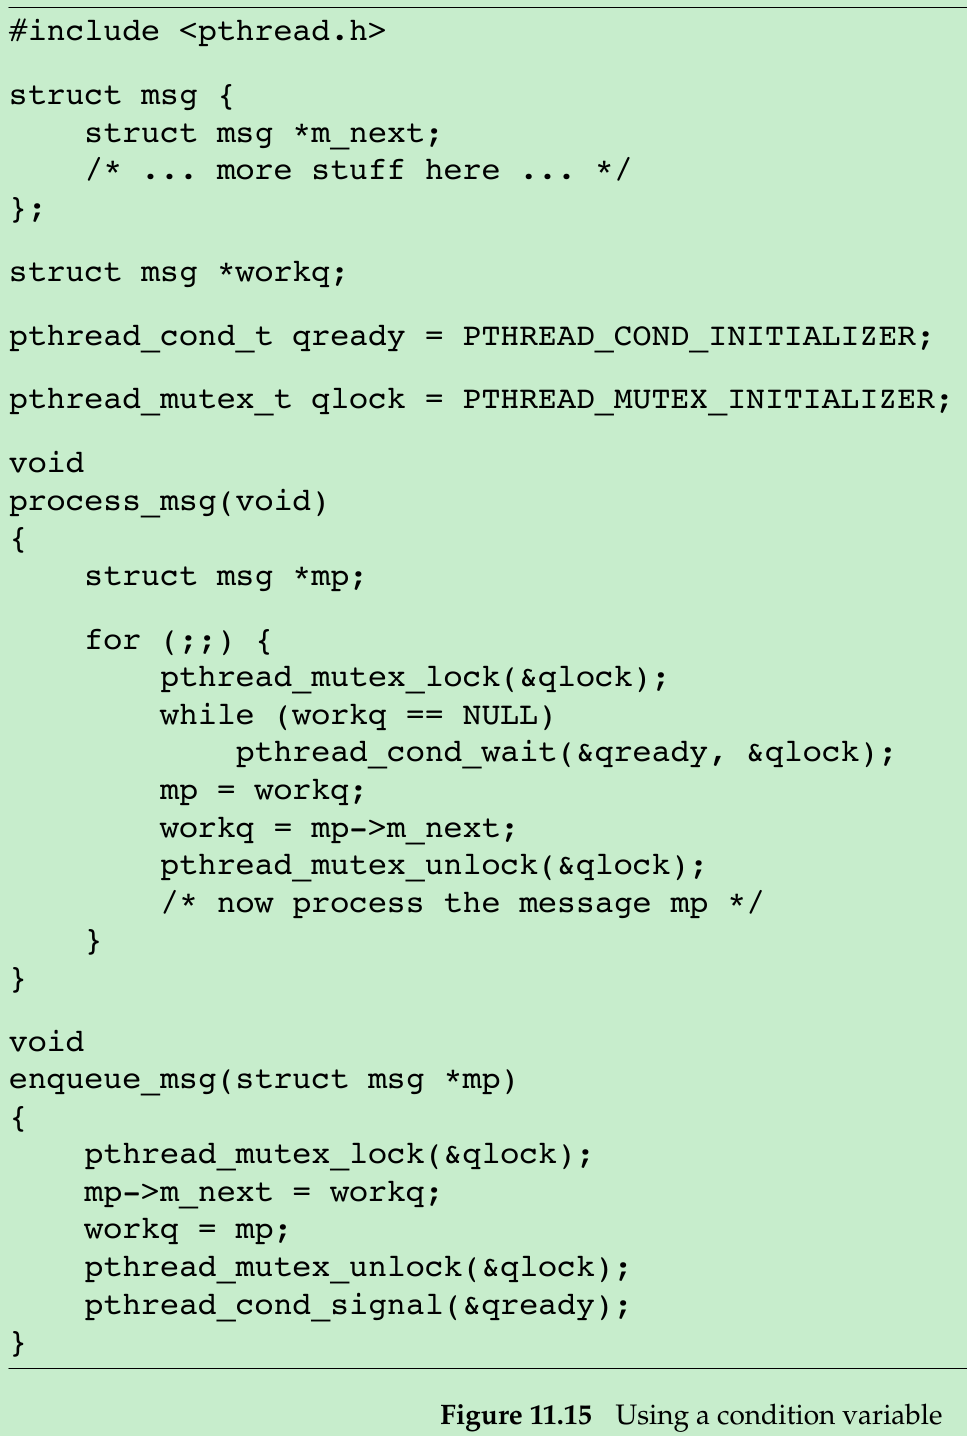 #include <pthread.h>
struct msg {
    struct msg *m_next;
    /* ... more stuff here ... */
};
struct msg *workq;
pthread_cond_t qready = PTHREAD_COND_INITIALIZER;
pthread_mutex_t qlock = PTHREAD_MUTEX_INITIALIZER;
void
process_msg(void)
{
    struct msg *mp;
    for (;;) {
        pthread_mutex_lock(&qlock);
        while (workq == NULL)
            pthread_cond_wait(&qready, &qlock);
        mp = workq;
        workq = mp->m_next;
        pthread_mutex_unlock(&qlock);
        /* now process the message mp */
    }
}
void
enqueue_msg(struct msg *mp)
{
    pthread_mutex_lock(&qlock);
    mp->m_next = workq;
    workq = mp;
    pthread_mutex_unlock(&qlock);
    pthread_cond_signal(&qready);
}
Figure 11.15 Using a condition variable